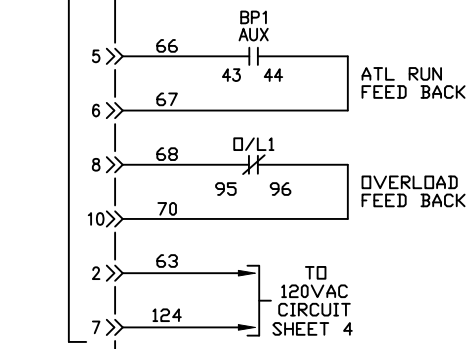 BP1
AUX
5 66
43 44
ATL RUN
FEED BACK
6 67
8 68 O/L1
95 96
OVERLOAD
FEED BACK
10 70
2 63
TO
120VAC
CIRCUIT
SHEET 4
7 124